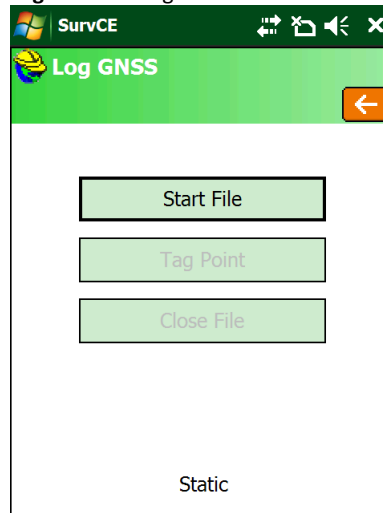 SurvCE
Log GNSS
Start File
Tag Point
Close File
Static